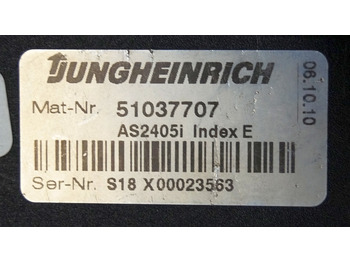 JUNGHEINRICH
06.10.10
Mat-Nr. 51037707
AS2405i Index E
Ser-Nr. S18 X00023563